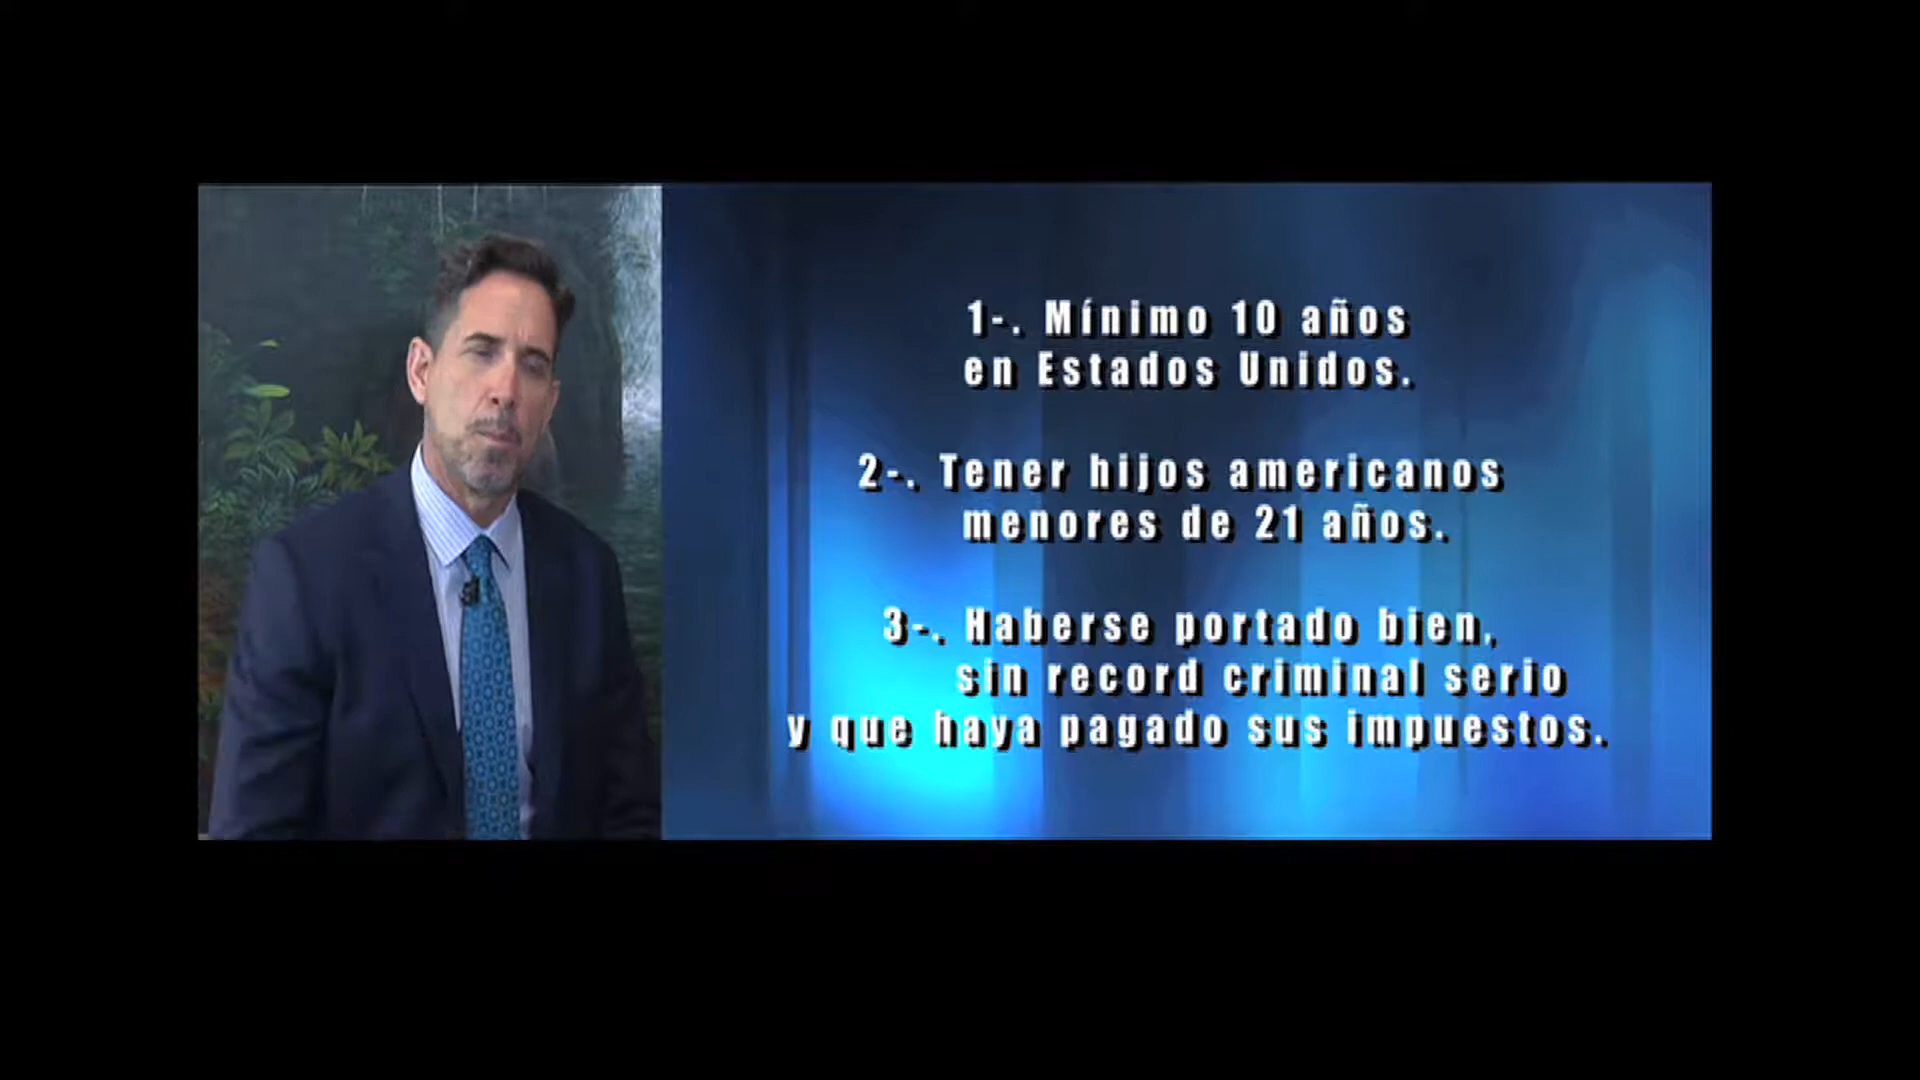 1-. Mínimo 10 años
en Estados Unidos.
2-. Tener hijos americanos
menores de 21 años.
3-. Haberse portado bien,
sin record criminal serio
y que haya pagado sus impuestos.